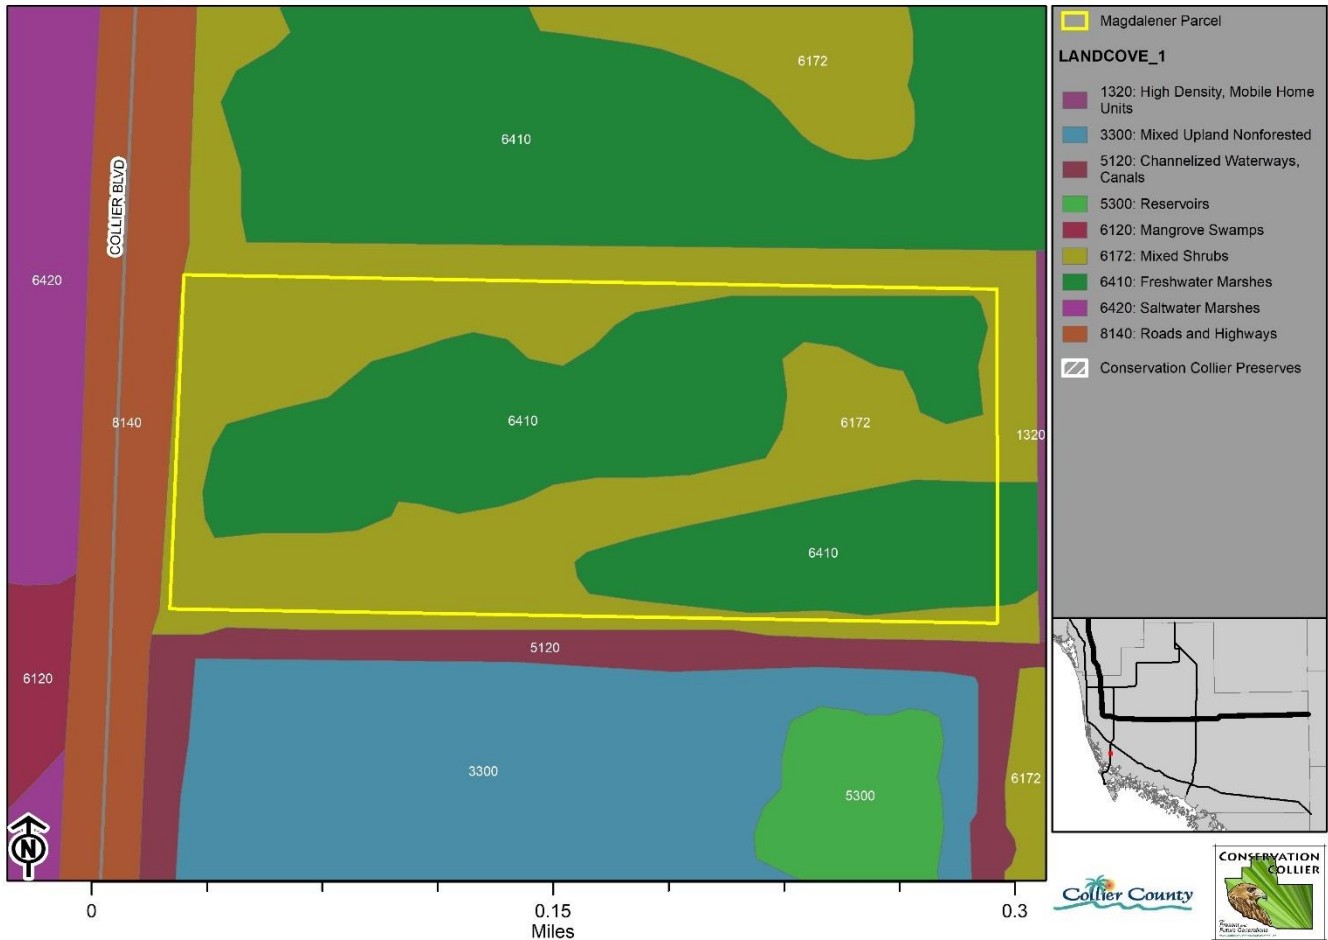 6172
6410
COLLIER BLVD
6420
8140
6410
6172
1320
6410
5120
6120
3300
5300
6172
N
0
0.15
0.3
Miles
Magdalener Parcel
LANDCOVE_1
1320: High Density, Mobile Home
Units
3300: Mixed Upland Nonforested
5120: Channelized Waterways,
Canals
5300: Reservoirs
6120: Mangrove Swamps
6172: Mixed Shrubs
6410: Freshwater Marshes
6420: Saltwater Marshes
8140: Roads and Highways
Conservation Collier Preserves
Collier County
CONSERVATION
COLLIER
Future Generations